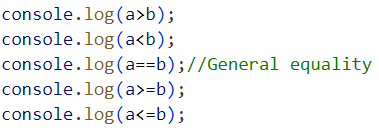 console.log(a>b);
console.log(a<b);
console.log(a==b);//General equality
console.log(a>=b);
console.log(a<=b);